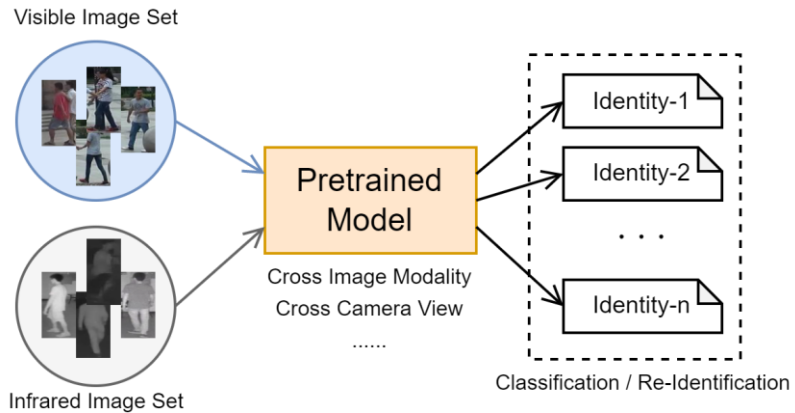 Visible Image Set
Pretrained
Model
Cross Image Modality
Cross Camera View
......
Infrared Image Set
Identity-1
Identity-2
. . .
Identity-n
Classification / Re-Identification